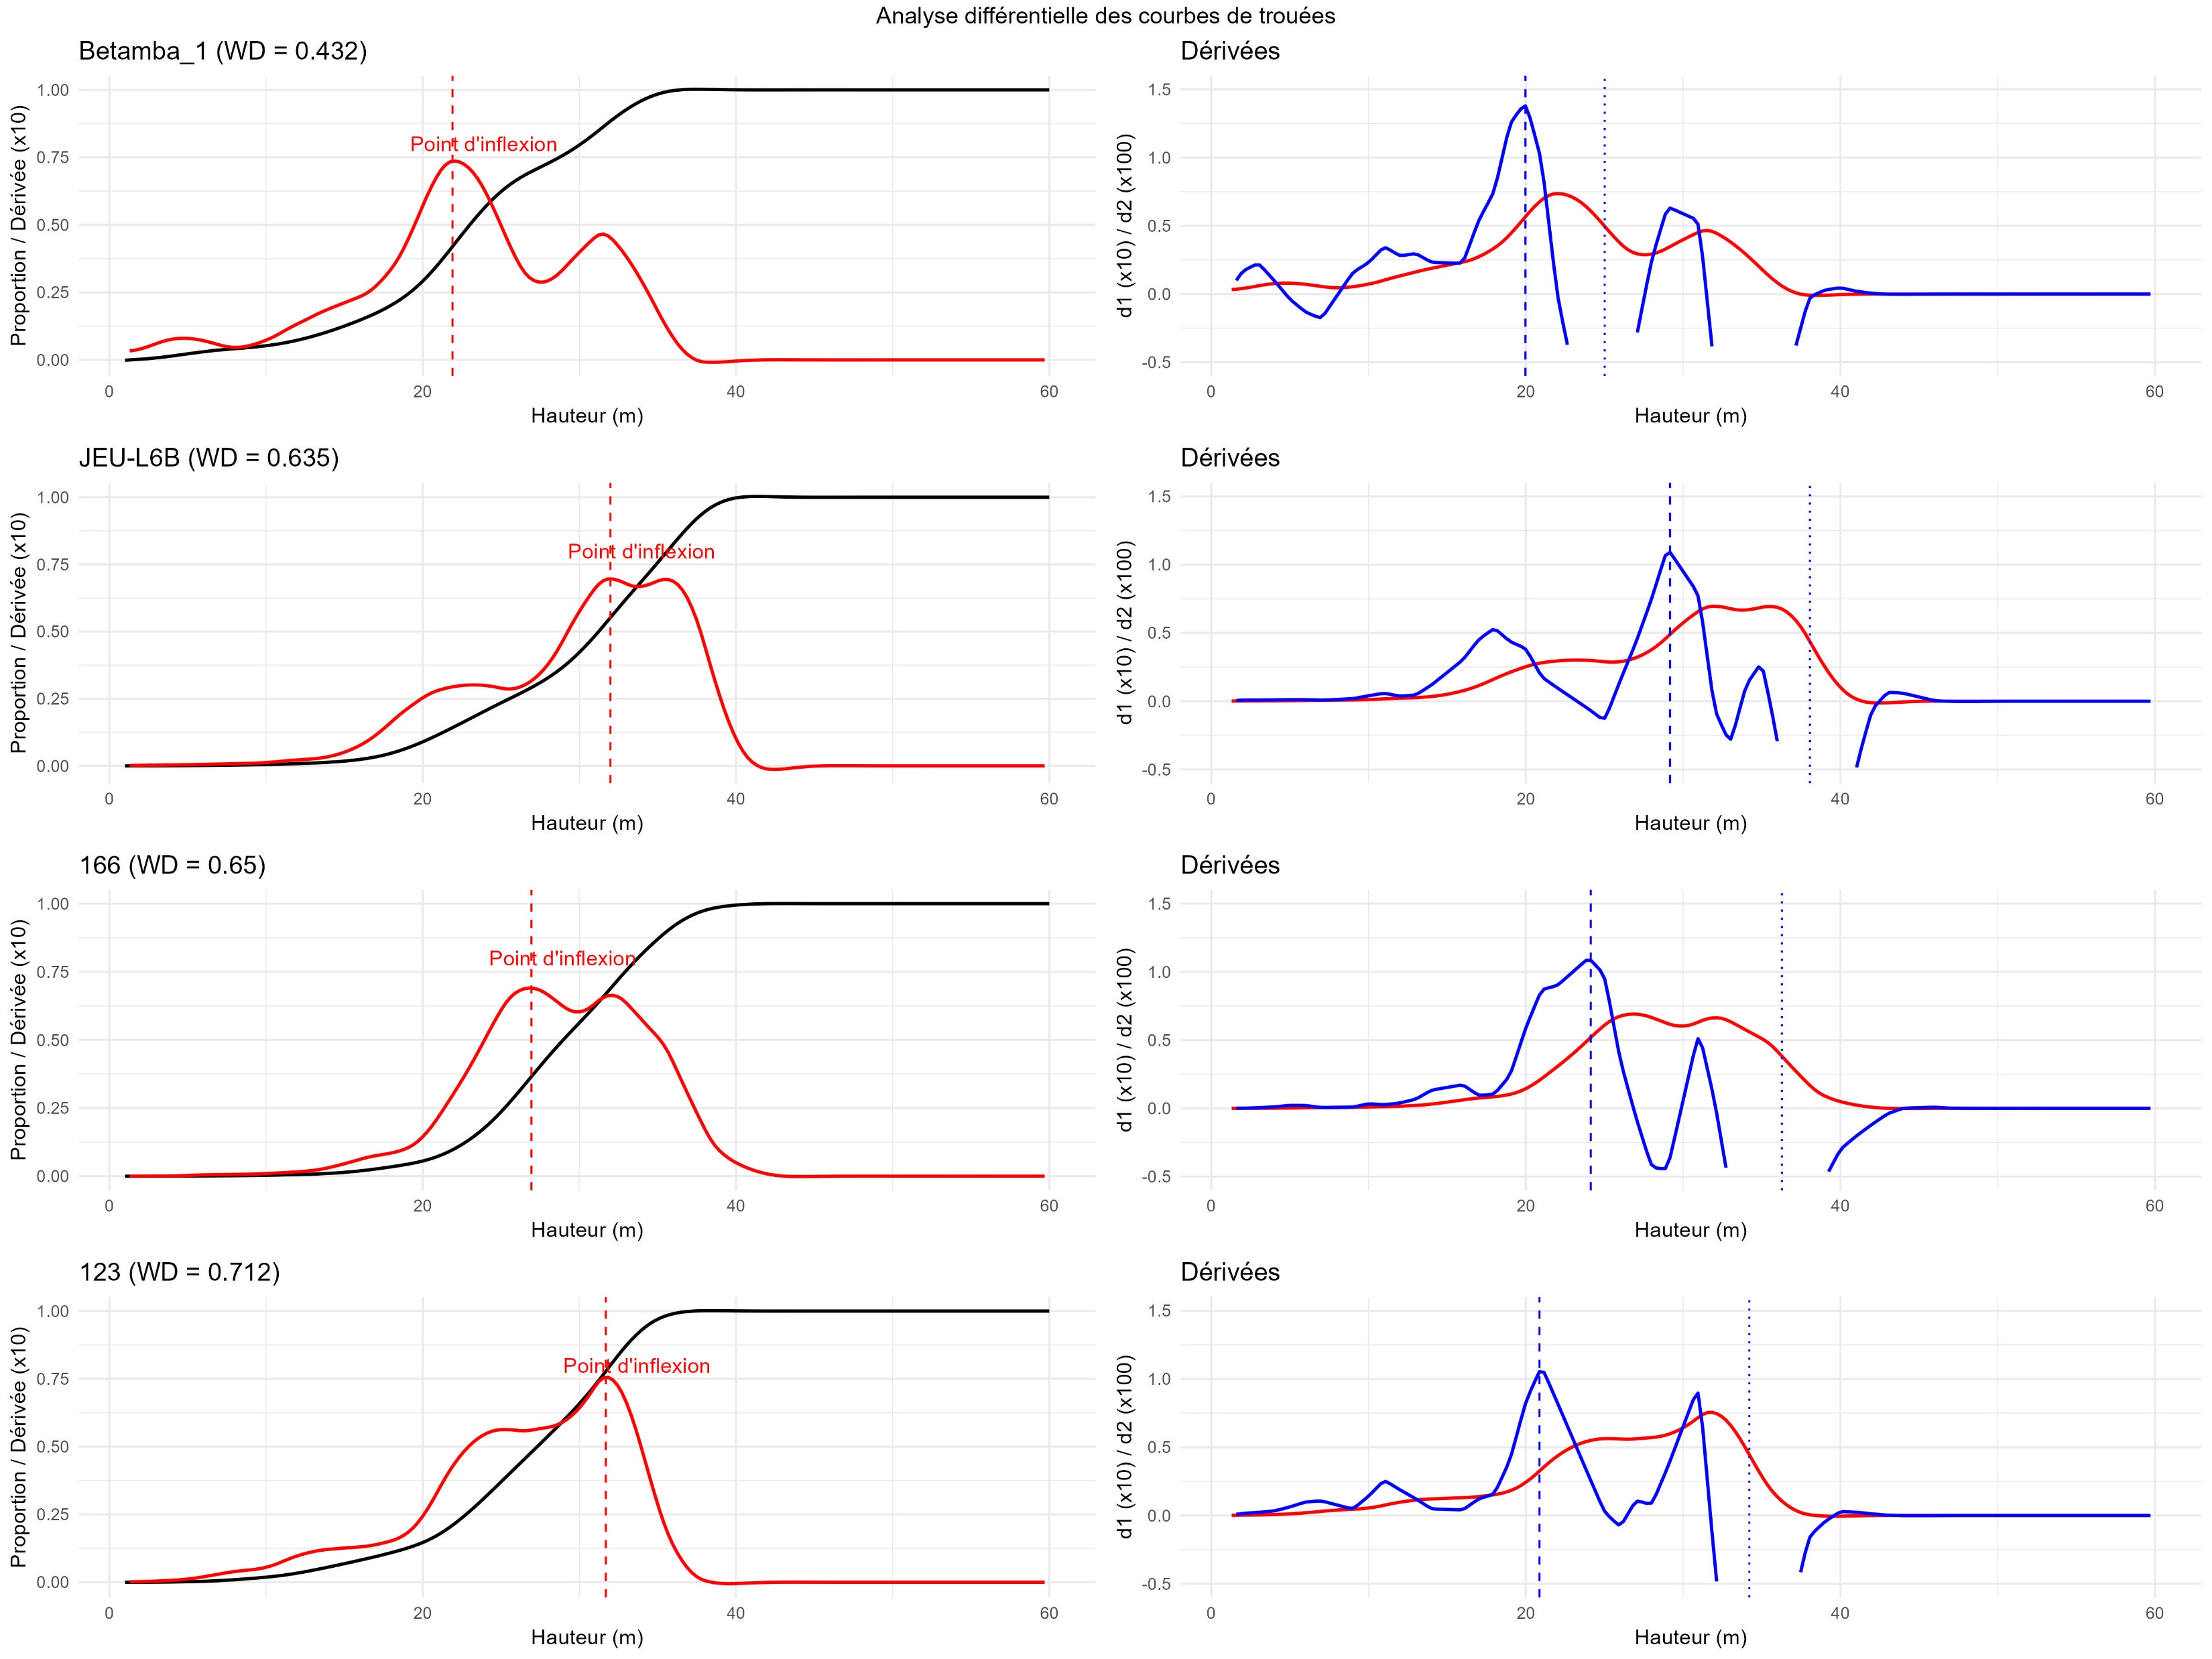 Analyse différentielle des courbes de trouées
Betamba_1 (WD = 0.432)
Proportion / Dérivée (x10)
1.00
0.75
0.50
0.25
0.00
Point d'inflexion
0 20 40 60
Hauteur (m)
Dérivées
d1 (x10) / d2 (x100)
1.5
1.0
0.5
0.0
-0.5
0 20 40 60
Hauteur (m)
JEU-L6B (WD = 0.635)
Proportion / Dérivée (x10)
1.00
0.75
0.50
0.25
0.00
Point d'inflexion
0 20 40 60
Hauteur (m)
Dérivées
d1 (x10) / d2 (x100)
1.5
1.0
0.5
0.0
-0.5
0 20 40 60
Hauteur (m)
166 (WD = 0.65)
Proportion / Dérivée (x10)
1.00
0.75
0.50
0.25
0.00
Point d'inflexion
0 20 40 60
Hauteur (m)
Dérivées
d1 (x10) / d2 (x100)
1.5
1.0
0.5
0.0
-0.5
0 20 40 60
Hauteur (m)
123 (WD = 0.712)
Proportion / Dérivée (x10)
1.00
0.75
0.50
0.25
0.00
Point d'inflexion
0 20 40 60
Hauteur (m)
Dérivées
d1 (x10) / d2 (x100)
1.5
1.0
0.5
0.0
-0.5
0 20 40 60
Hauteur (m)